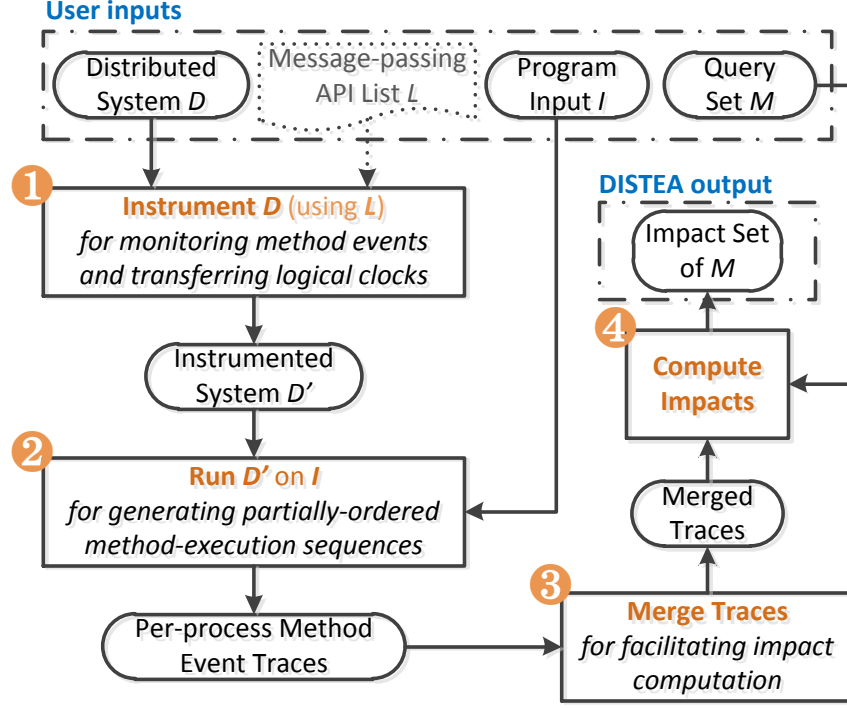 User inputs
Distributed
System D
Message-passing
API List L
Program
Input I
Query
Set M
1
Instrument D (using L)
for monitoring method events
and transferring logical clocks
DISTEA output
Impact Set
of M
Instrumented
System D'
4
Compute
Impacts
2
Run D' on I
for generating partially-ordered
method-execution sequences
Merged
Traces
Per-process Method
Event Traces
3
Merge Traces
for facilitating impact
computation